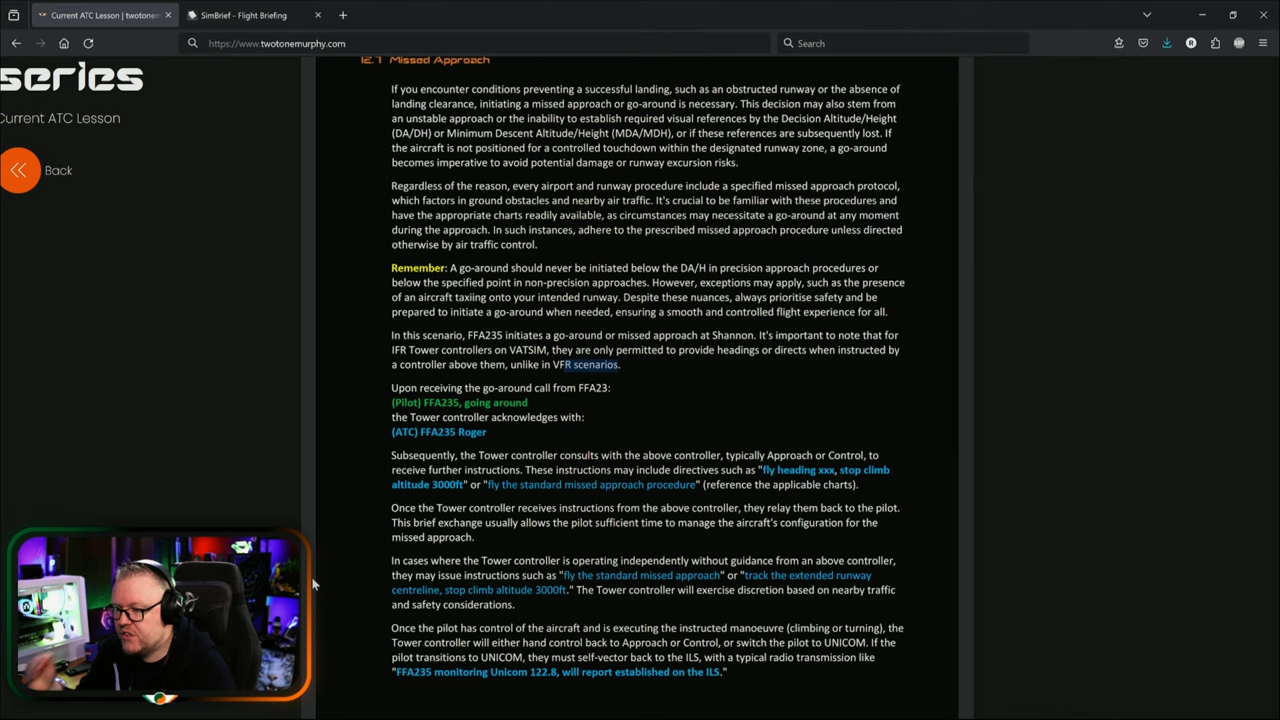 Current ATC Lesson | twotonem
SimBrief - Flight Briefing
https://www.twotonemurphy.com
Search
series
Current ATC Lesson
Back
12.7 Missed Approach
If you encounter conditions preventing a successful landing, such as an obstructed runway or the absence of
landing clearance, initiating a missed approach or go-around is necessary. This decision may also stem from
an unstable approach or the inability to establish required visual references by the Decision Altitude/Height
(DA/DH) or Minimum Descent Altitude/Height (MDA/MDH), or if these references are subsequently lost. If
the aircraft is not positioned for a controlled touchdown within the designated runway zone, a go-around
becomes imperative to avoid potential damage or runway excursion risks.
Regardless of the reason, every airport and runway procedure include a specified missed approach protocol,
which factors in ground obstacles and nearby air traffic. It's crucial to be familiar with these procedures and
have the appropriate charts readily available, as circumstances may necessitate a go-around at any moment
during the approach. In such instances, adhere to the prescribed missed approach procedure unless directed
otherwise by air traffic control.
Remember: A go-around should never be initiated below the DA/H in precision approach procedures or
below the specified point in non-precision approaches. However, exceptions may apply, such as the presence
of an aircraft taxiing onto your intended runway. Despite these nuances, always prioritise safety and be
prepared to initiate a go-around when needed, ensuring a smooth and controlled flight experience for all.
In this scenario, FFA235 initiates a go-around or missed approach at Shannon. It's important to note that for
IFR Tower controllers on VATSIM, they are only permitted to provide headings or directs when instructed by
a controller above them, unlike in VFR scenarios.
Upon receiving the go-around call from FFA23:
(Pilot) FFA235, going around
the Tower controller acknowledges with:
(ATC) FFA235 Roger
Subsequently, the Tower controller consults with the above controller, typically Approach or Control, to
receive further instructions. These instructions may include directives such as "fly heading xxx, stop climb
altitude 3000ft" or "fly the standard missed approach procedure" (reference the applicable charts).
Once the Tower controller receives instructions from the above controller, they relay them back to the pilot.
This brief exchange usually allows the pilot sufficient time to manage the aircraft's configuration for the
missed approach.
In cases where the Tower controller is operating independently without guidance from an above controller,
they may issue instructions such as "fly the standard missed approach" or "track the extended runway
centreline, stop climb altitude 3000ft." The Tower controller will exercise discretion based on nearby traffic
and safety considerations.
Once the pilot has control of the aircraft and is executing the instructed manoeuvre (climbing or turning), the
Tower controller will either hand control back to Approach or Control, or switch the pilot to UNICOM. If the
pilot transitions to UNICOM, they must self-vector back to the ILS, with a typical radio transmission like
"FFA235 monitoring Unicom 122.8, will report established on the ILS."